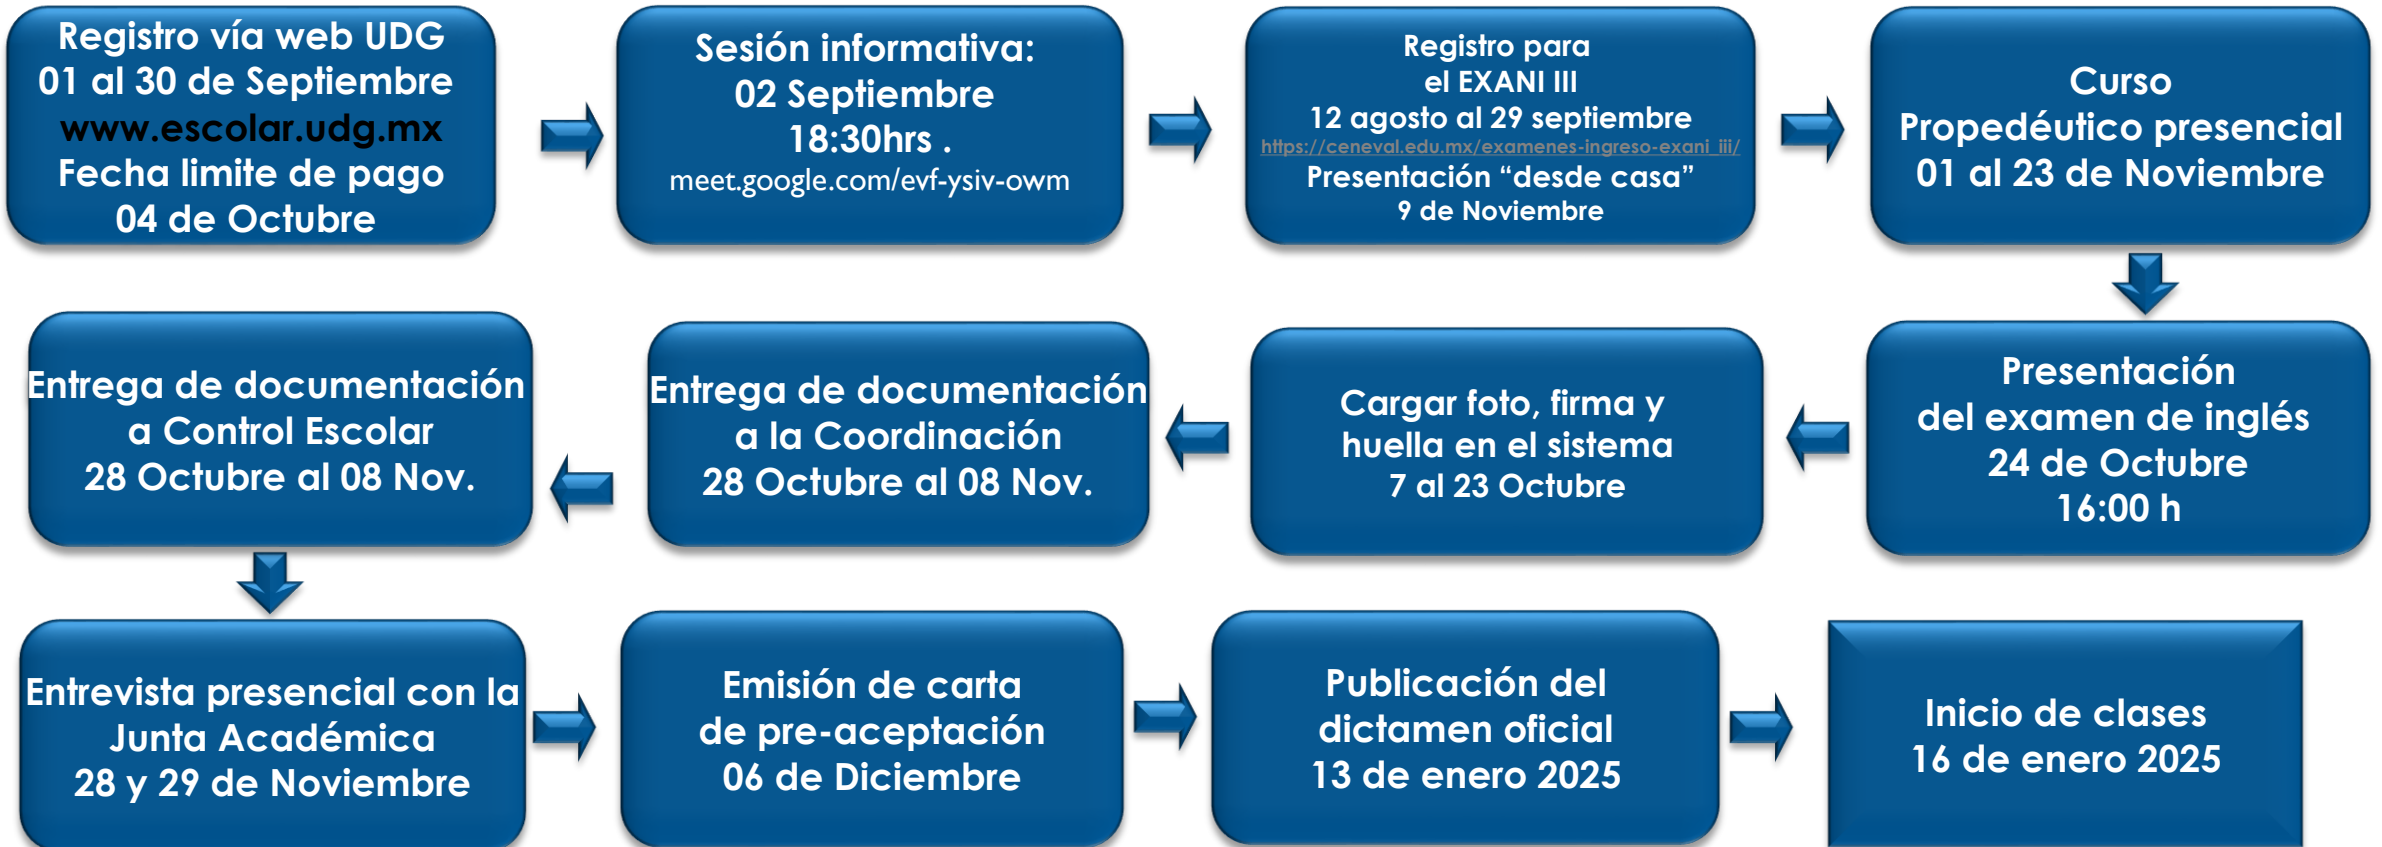 Registro vía web UDG
01 al 30 de Septiembre
www.escolar.udg.mx
Fecha limite de pago
04 de Octubre
Sesión informativa:
02 Septiembre
18:30hrs .
meet.google.com/evf-ysiv-owm
Registro para
el EXANI III
12 agosto al 29 septiembre
https://ceneval.edu.mx/examenes-ingreso-exani_iii/
Presentación “desde casa”
9 de Noviembre
Curso
Propedéutico presencial
01 al 23 de Noviembre
Presentación
del examen de inglés
24 de Octubre
16:00 h
Cargar foto, firma y
huella en el sistema
7 al 23 Octubre
Entrega de documentación
a la Coordinación
28 Octubre al 08 Nov.
Entrega de documentación
a Control Escolar
28 Octubre al 08 Nov.
Entrevista presencial con la
Junta Académica
28 y 29 de Noviembre
Emisión de carta
de pre-aceptación
06 de Diciembre
Publicación del
dictamen oficial
13 de enero 2025
Inicio de clases
16 de enero 2025